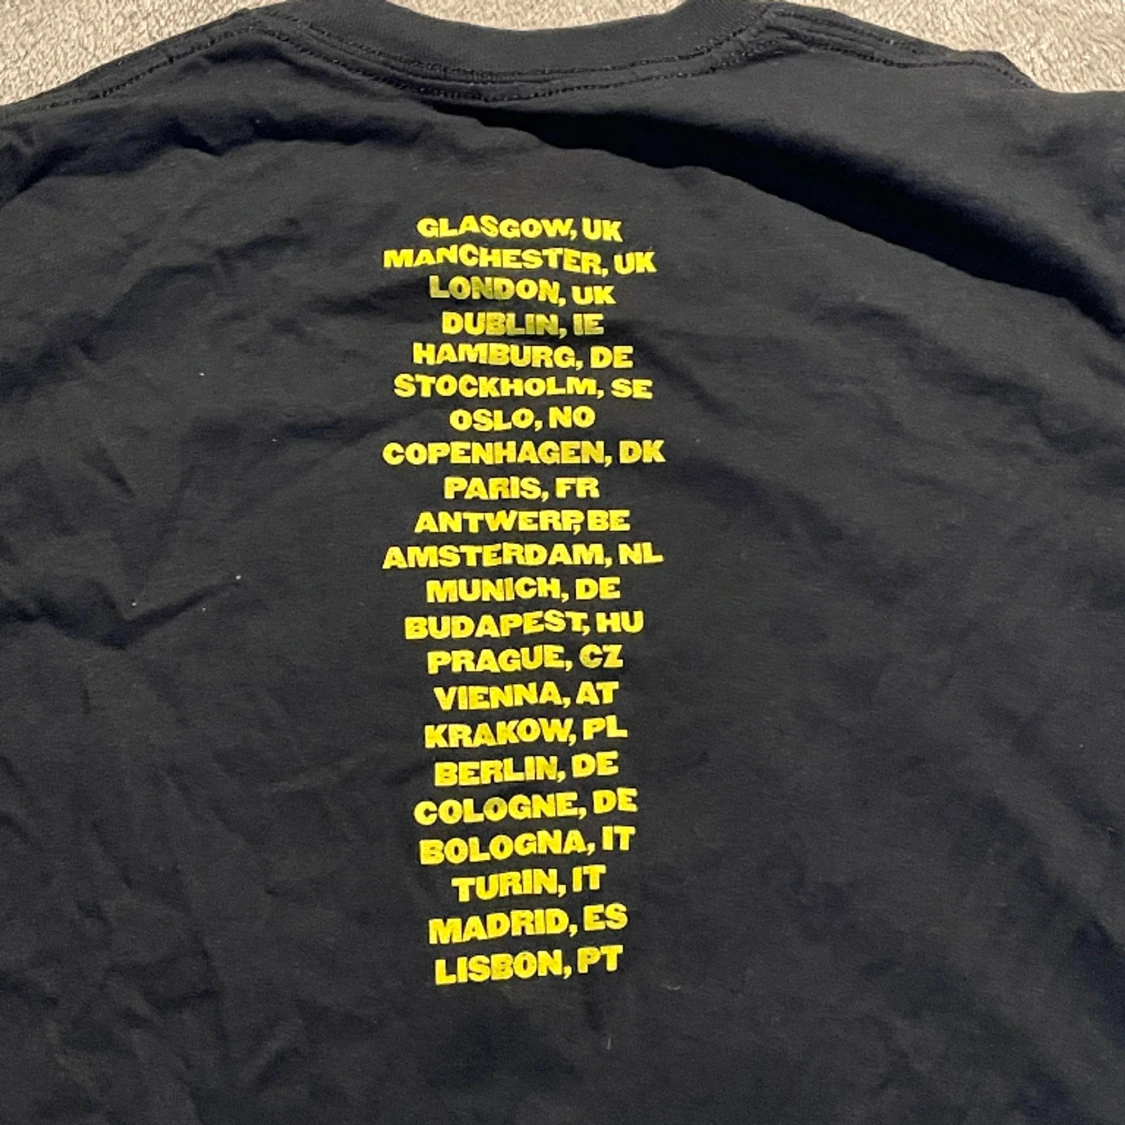 GLASGOW, UK
MANCHESTER, UK
LONDON, UK
DUBLIN, IE
HAMBURG, DE
STOCKHOLM, SE
OSLO, NO
COPENHAGEN, DK
PARIS, FR
ANTWERP, BE
AMSTERDAM, NL
MUNICH, DE
BUDAPEST, HU
PRAGUE, CZ
VIENNA, AT
KRAKOW, PL
BERLIN, DE
COLOGNE, DE
BOLOGNA, IT
TURIN, IT
MADRID, ES
LISBON, PT